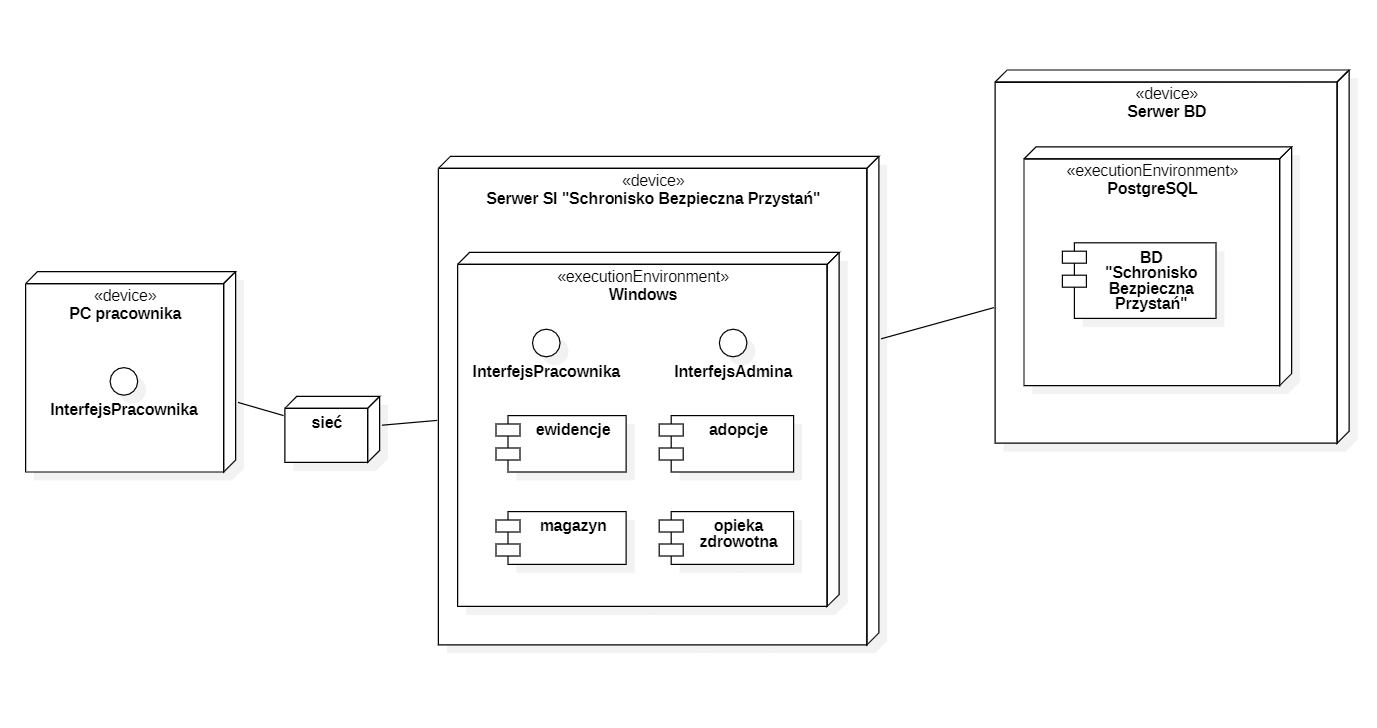 «device»
PC pracownika
InterfejsPracownika
sieć
«device»
Serwer SI "Schronisko Bezpieczna Przystań"
«executionEnvironment»
Windows
InterfejsPracownika
InterfejsAdmina
ewidencje
adopcje
magazyn
opieka
zdrowotna
«device»
Serwer BD
«executionEnvironment»
PostgreSQL
BD
"Schronisko
Bezpieczna
Przystań"